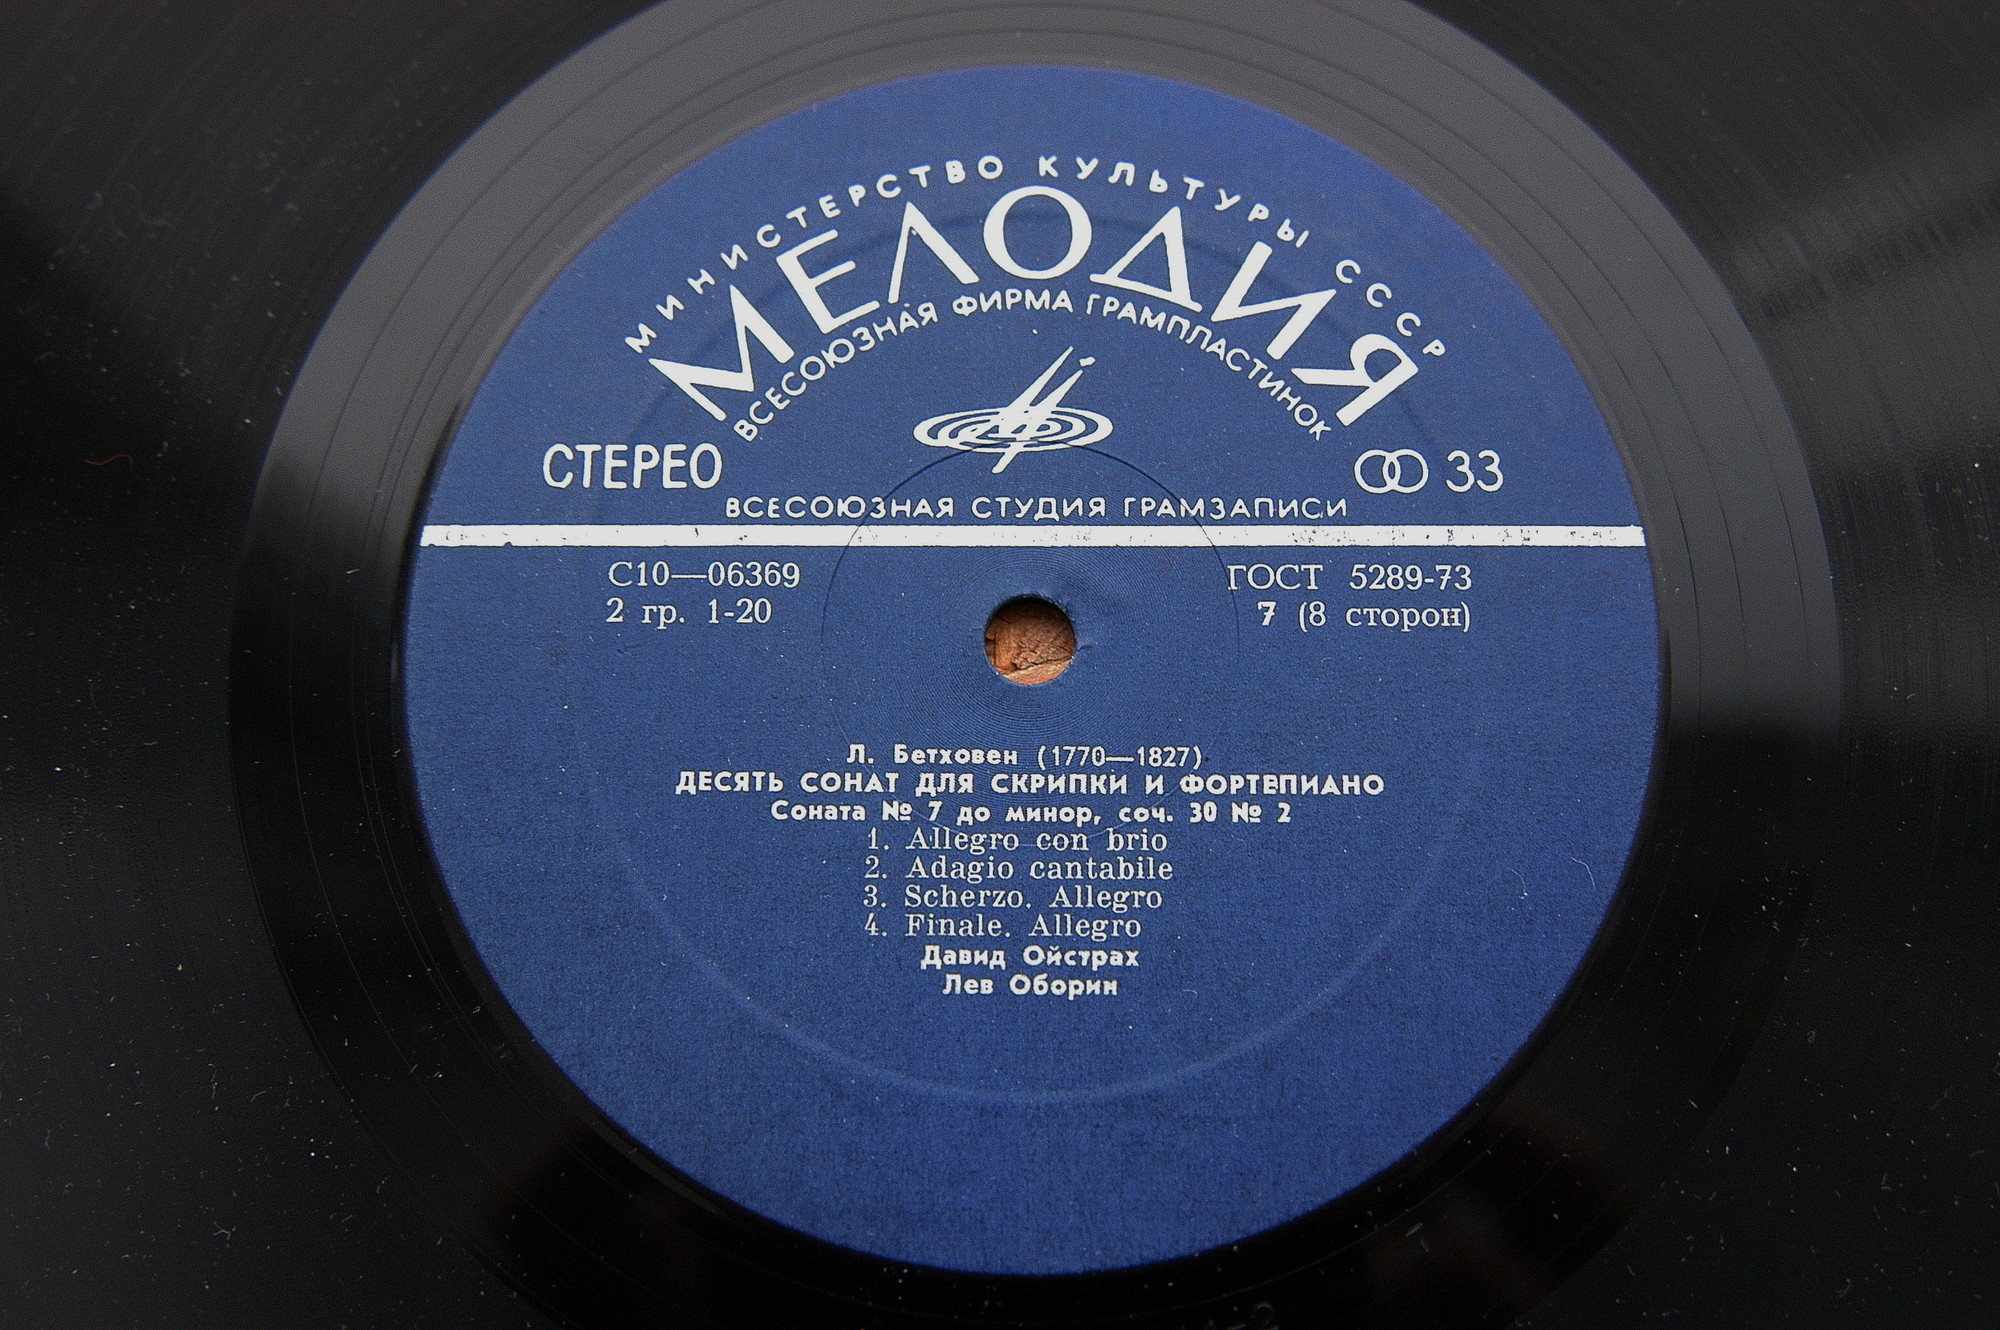 МИНИСТЕРСТВО КУЛЬТУРЫ СССР
МЕЛОДИЯ
ВСЕСОЮЗНАЯ ФИРМА ГРАМПЛАСТИНОК
СТЕРЕО
33
ВСЕСОЮЗНАЯ СТУДИЯ ГРАМЗАПИСИ
С10—06369
ГОСТ 5289-73
2 гр. 1-20
7 (8 сторон)
Л. Бетховен (1770—1827)
ДЕСЯТЬ СОНАТ ДЛЯ СКРИПКИ И ФОРТЕПИАНО
Соната № 7 до минор, соч. 30 № 2
1. Allegro con brio
2. Adagio cantabile
3. Scherzo. Allegro
4. Finale. Allegro
Давид Ойстрах
Лев Оборин